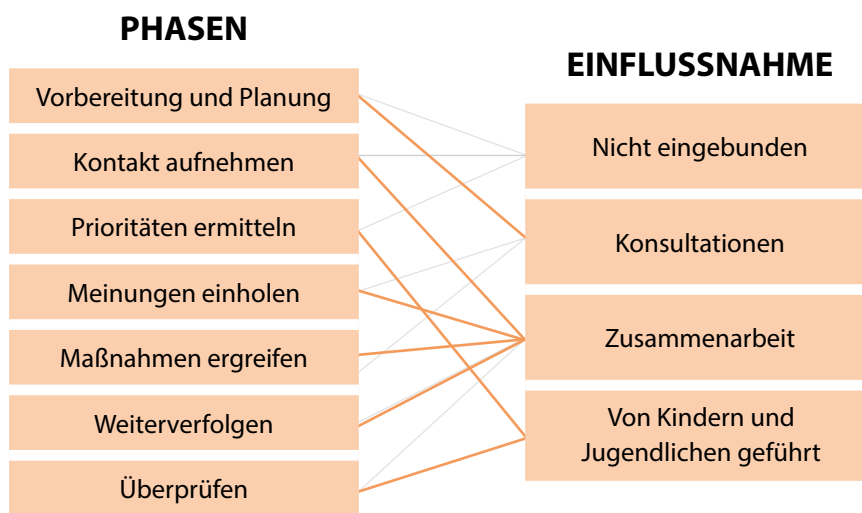 PHASEN
Vorbereitung und Planung
Kontakt aufnehmen
Prioritäten ermitteln
Meinungen einholen
Maßnahmen ergreifen
Weiterverfolgen
Überprüfen
EINFLUSSNAHME
Nicht eingebunden
Konsultationen
Zusammenarbeit
Von Kindern und
Jugendlichen geführt